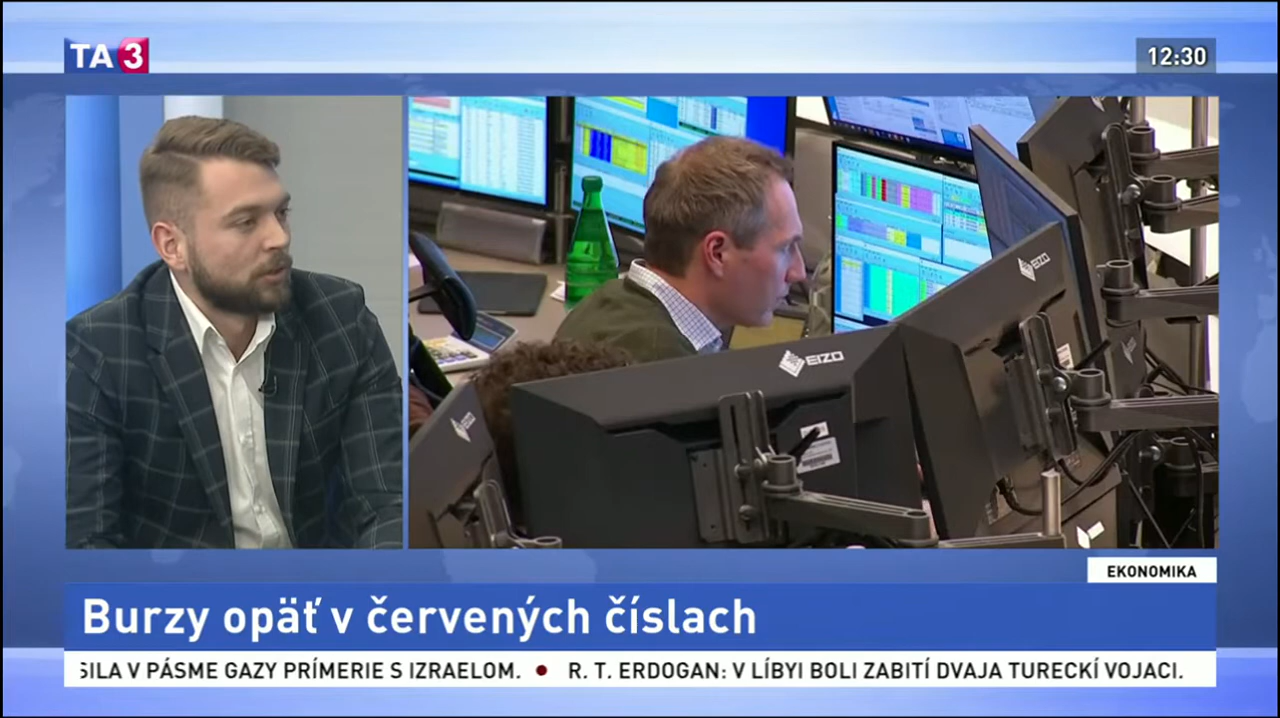 TA3
12:30
EIZO
EIZO
EKONOMIKA
Burzy opäť v červených číslach
V PÁSME GAZY PRÍMERIE S IZRAELOM. • R. T. ERDOGAN: V LÍBYI BOLI ZABITÍ DVAJA TURECKÍ VOJACI.